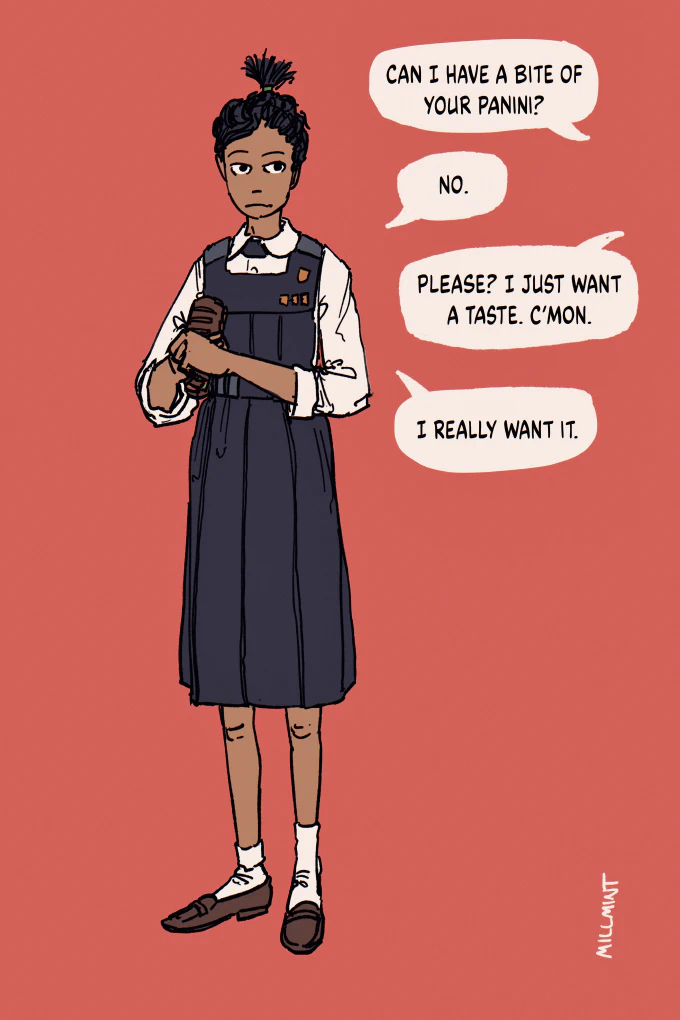 CAN I HAVE A BITE OF
YOUR PANINI?
NO.
PLEASE? I JUST WANT
A TASTE. C'MON.
I REALLY WANT IT.
MILLMINT